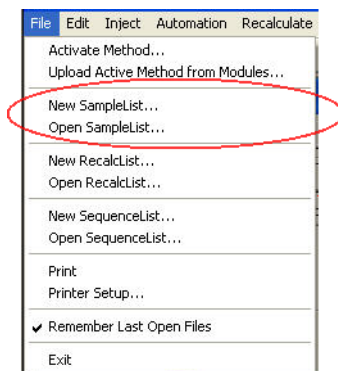 File Edit Inject Automation Recalculate
Activate Method...
Upload Active Method from Modules...
New SampleList...
Open SampleList...
New RecalcList...
Open RecalcList...
New SequenceList...
Open SequenceList...
Print
Printer Setup...
Remember Last Open Files
Exit